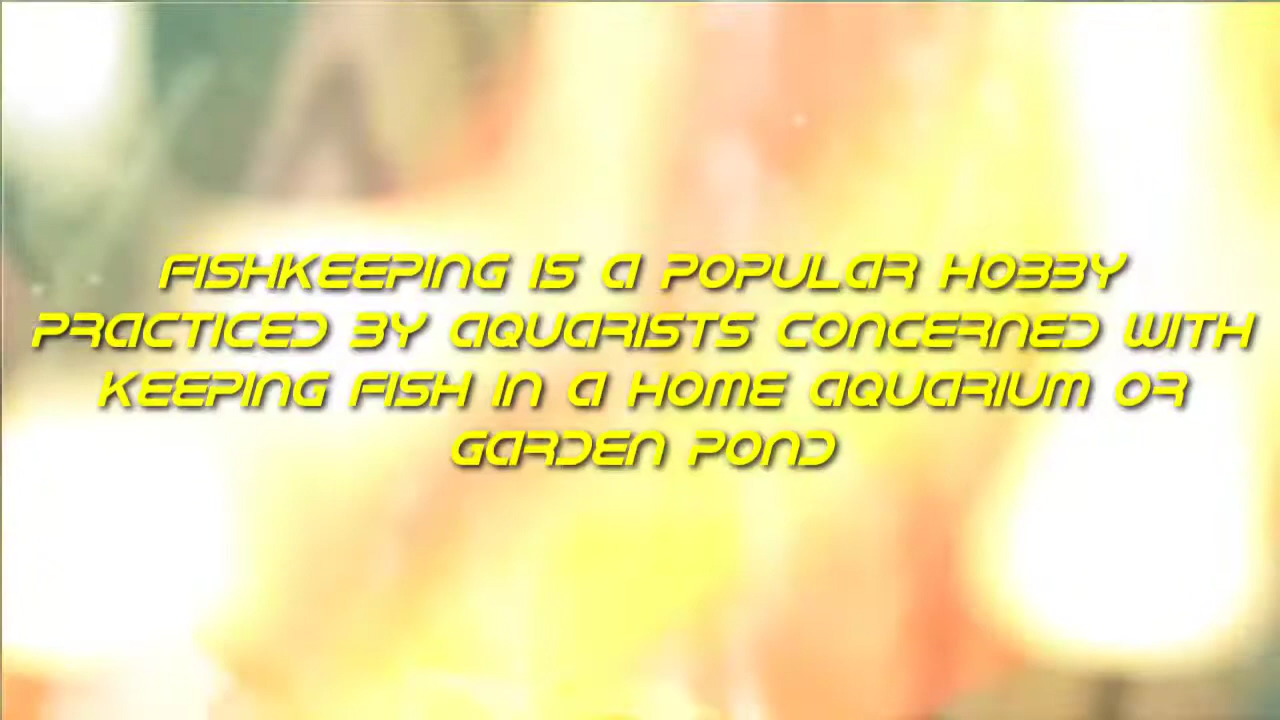 FISHKEEPING IS A POPULAR HOBBY
PRACTICED BY AQUARISTS CONCERNED WITH
KEEPING FISH IN A HOME AQUARIUM OR
GARDEN POND